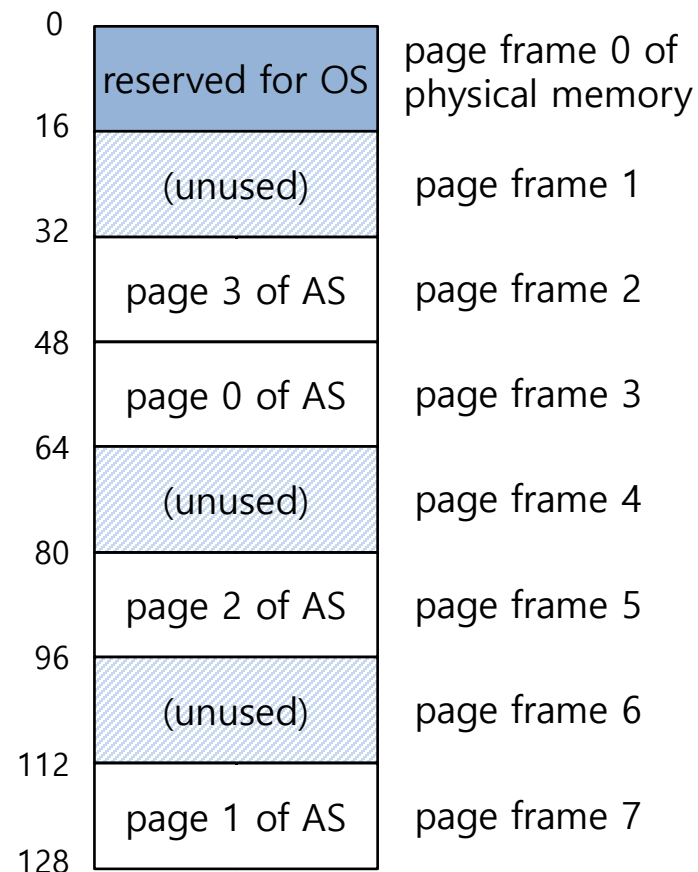 0
reserved for OS
page frame 0 of
physical memory
16
(unused)
page frame 1
32
page 3 of AS
page frame 2
48
page 0 of AS
page frame 3
64
(unused)
page frame 4
80
page 2 of AS
page frame 5
96
(unused)
page frame 6
112
page 1 of AS
page frame 7
128